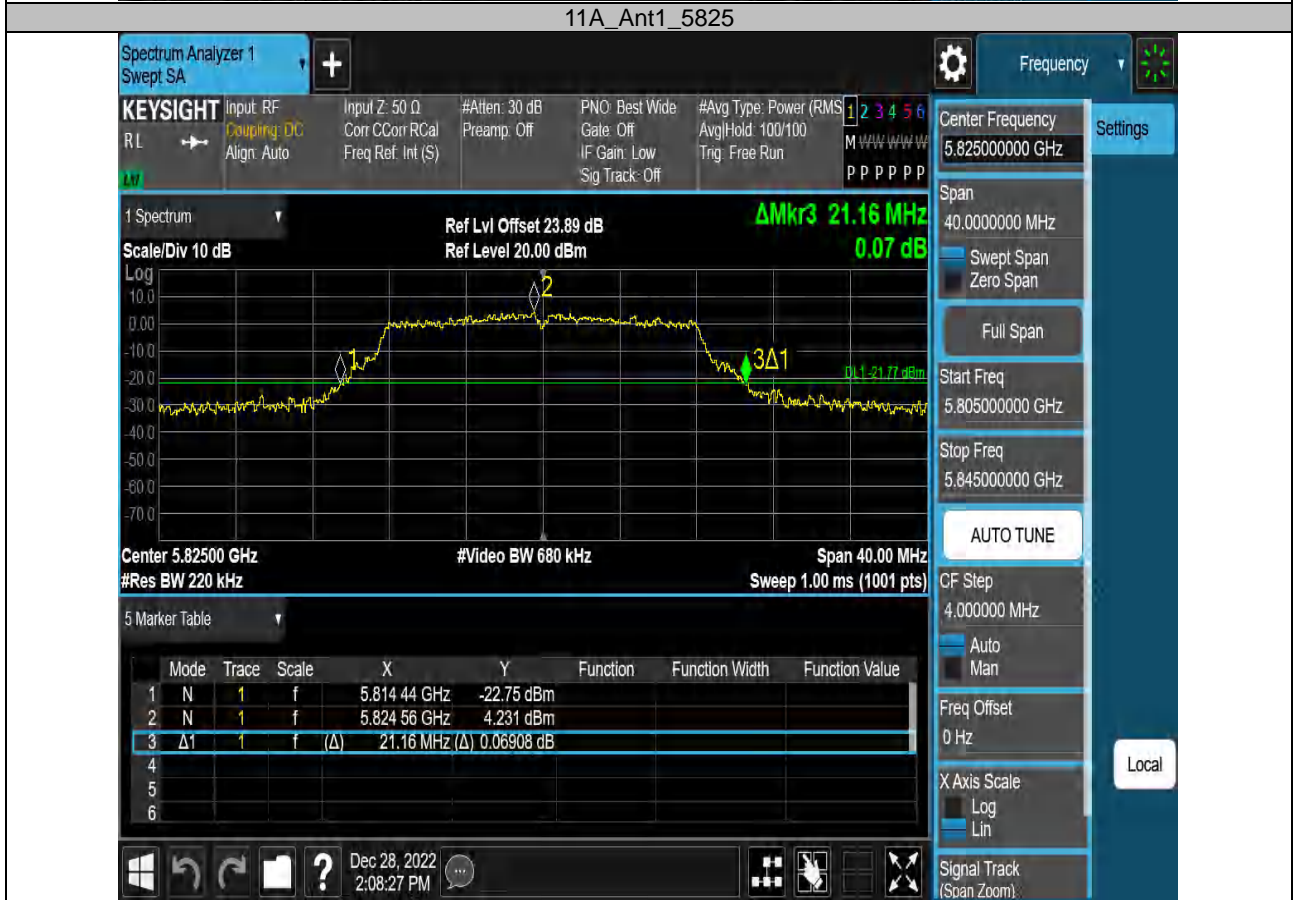 11A_Ant1_5825
Spectrum Analyzer 1
Swept SA
Frequency
KEYSIGHT
RL
Input: RF
Coupling: DC
Align: Auto
Input Z: 50 Ω
Corr CCorr RCal
Freq Ref: Int (S)
#Atten: 30 dB
Preamp: Off
PNO: Best Wide
Gate: Off
IF Gain: Low
Sig Track: Off
#Avg Type: Power (RMS
Avg|Hold: 100/100
Trig: Free Run
1 2 3 4 5 6
M W W W W W
P P P P P P
1 Spectrum
Scale/Div 10 dB
Ref Lvl Offset 23.89 dB
Ref Level 20.00 dBm
ΔMkr3 21.16 MHz
0.07 dB
Log
10.0
0.00
-10.0
-20.0
-30.0
-40.0
-50.0
-60.0
-70.0
1
2
3Δ1
DL1 -21.77 dBm
Center 5.82500 GHz
#Video BW 680 kHz
Span 40.00 MHz
#Res BW 220 kHz
Sweep 1.00 ms (1001 pts)
5 Marker Table
Mode Trace Scale X Y Function Function Width Function Value
1 N 1 f 5.814 44 GHz -22.75 dBm
2 N 1 f 5.824 56 GHz 4.231 dBm
3 Δ1 1 f (Δ) 21.16 MHz (Δ) 0.06908 dB
4
5
6
Dec 28, 2022
2:08:27 PM
Center Frequency
5.825000000 GHz
Settings
Span
40.0000000 MHz
Swept Span
Zero Span
Full Span
Start Freq
5.805000000 GHz
Stop Freq
5.845000000 GHz
AUTO TUNE
CF Step
4.000000 MHz
Auto
Man
Freq Offset
0 Hz
X Axis Scale
Log
Lin
Local
Signal Track
(Span Zoom)